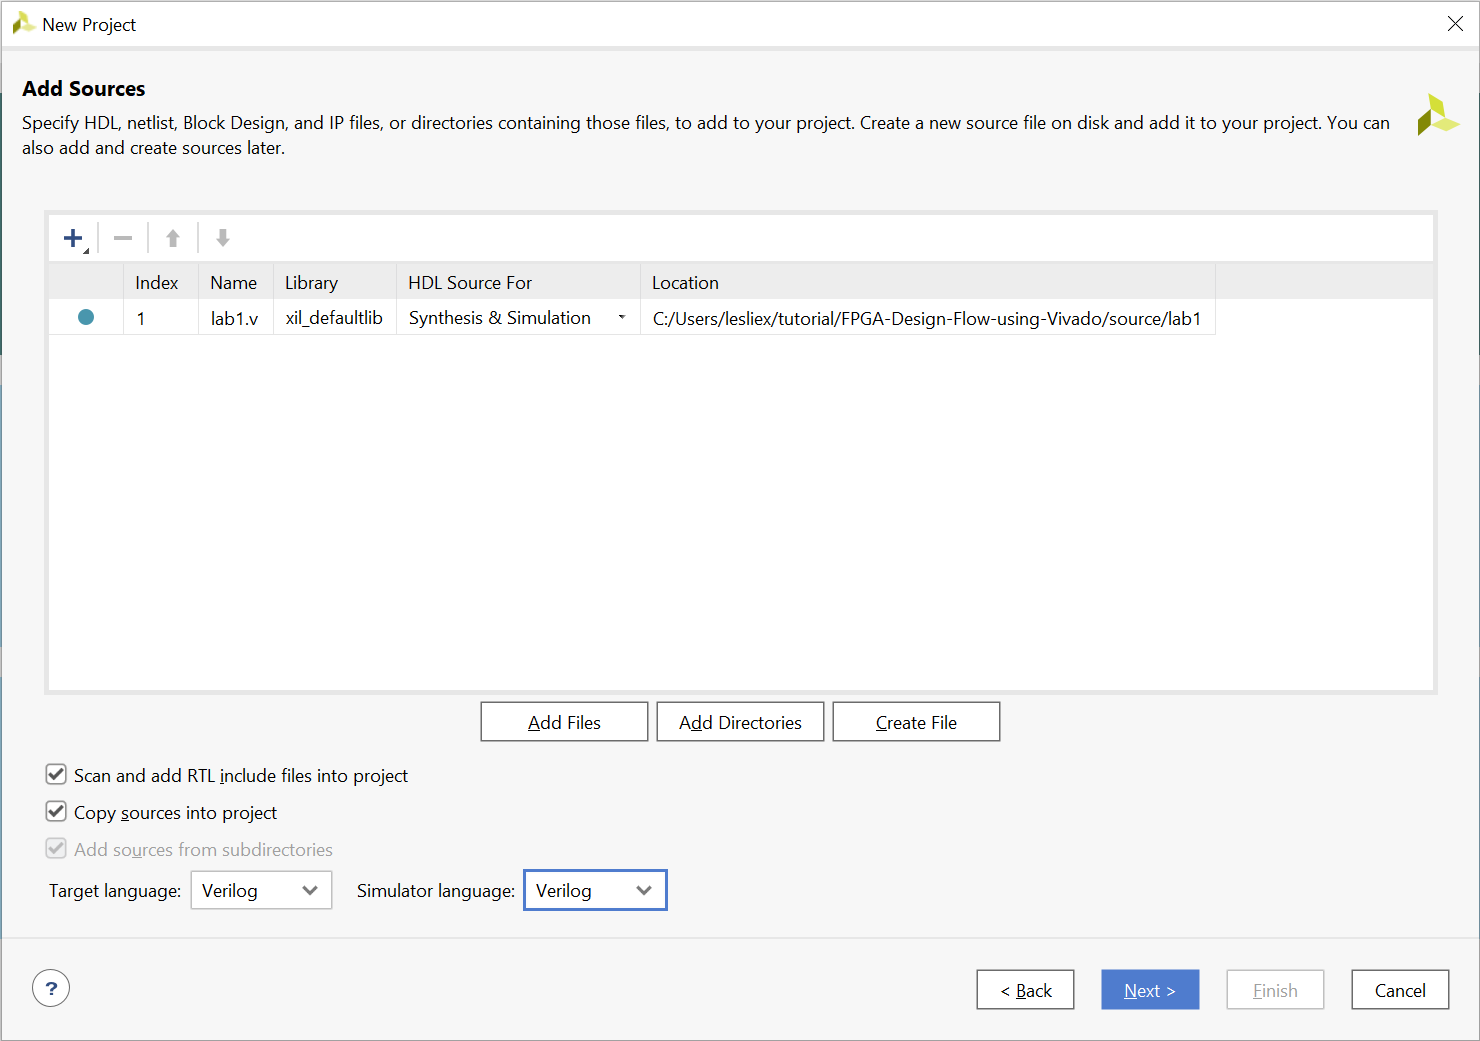 New Project
Add Sources
Specify HDL, netlist, Block Design, and IP files, or directories containing those files, to add to your project. Create a new source file on disk and add it to your project. You can
also add and create sources later.
Index Name Library HDL Source For Location
1 lab1.v xil_defaultlib Synthesis & Simulation C:/Users/lesliex/tutorial/FPGA-Design-Flow-using-Vivado/source/lab1
Add Files Add Directories Create File
Scan and add RTL include files into project
Copy sources into project
Add sources from subdirectories
Target language: Verilog Simulator language: Verilog
? < Back Next > Finish Cancel